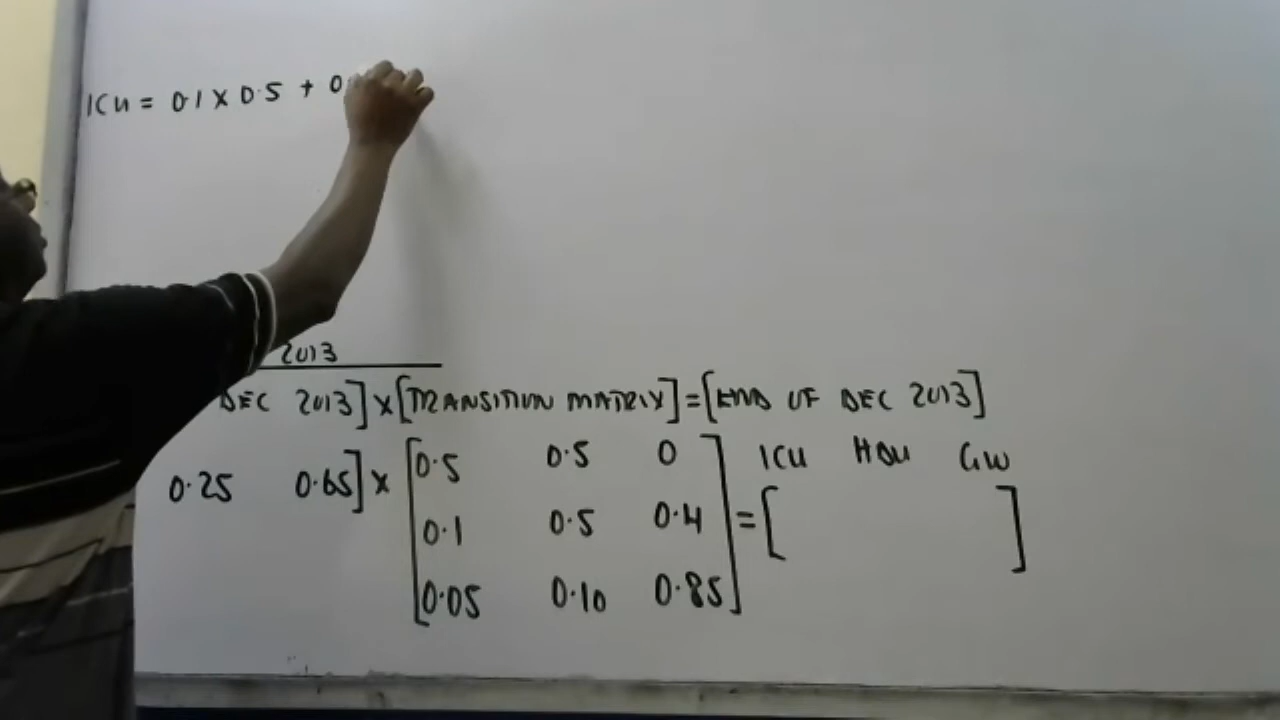 ICU = 0.1 x 0.5 + 0
2013
DEC 2013] x [TRANSITION MATRIX] = [END OF DEC 2013]
0.25 0.65] x [0.5 0.5 0] ICU HDU GW
0.1 0.5 0.4 = [ ]
0.05 0.10 0.85